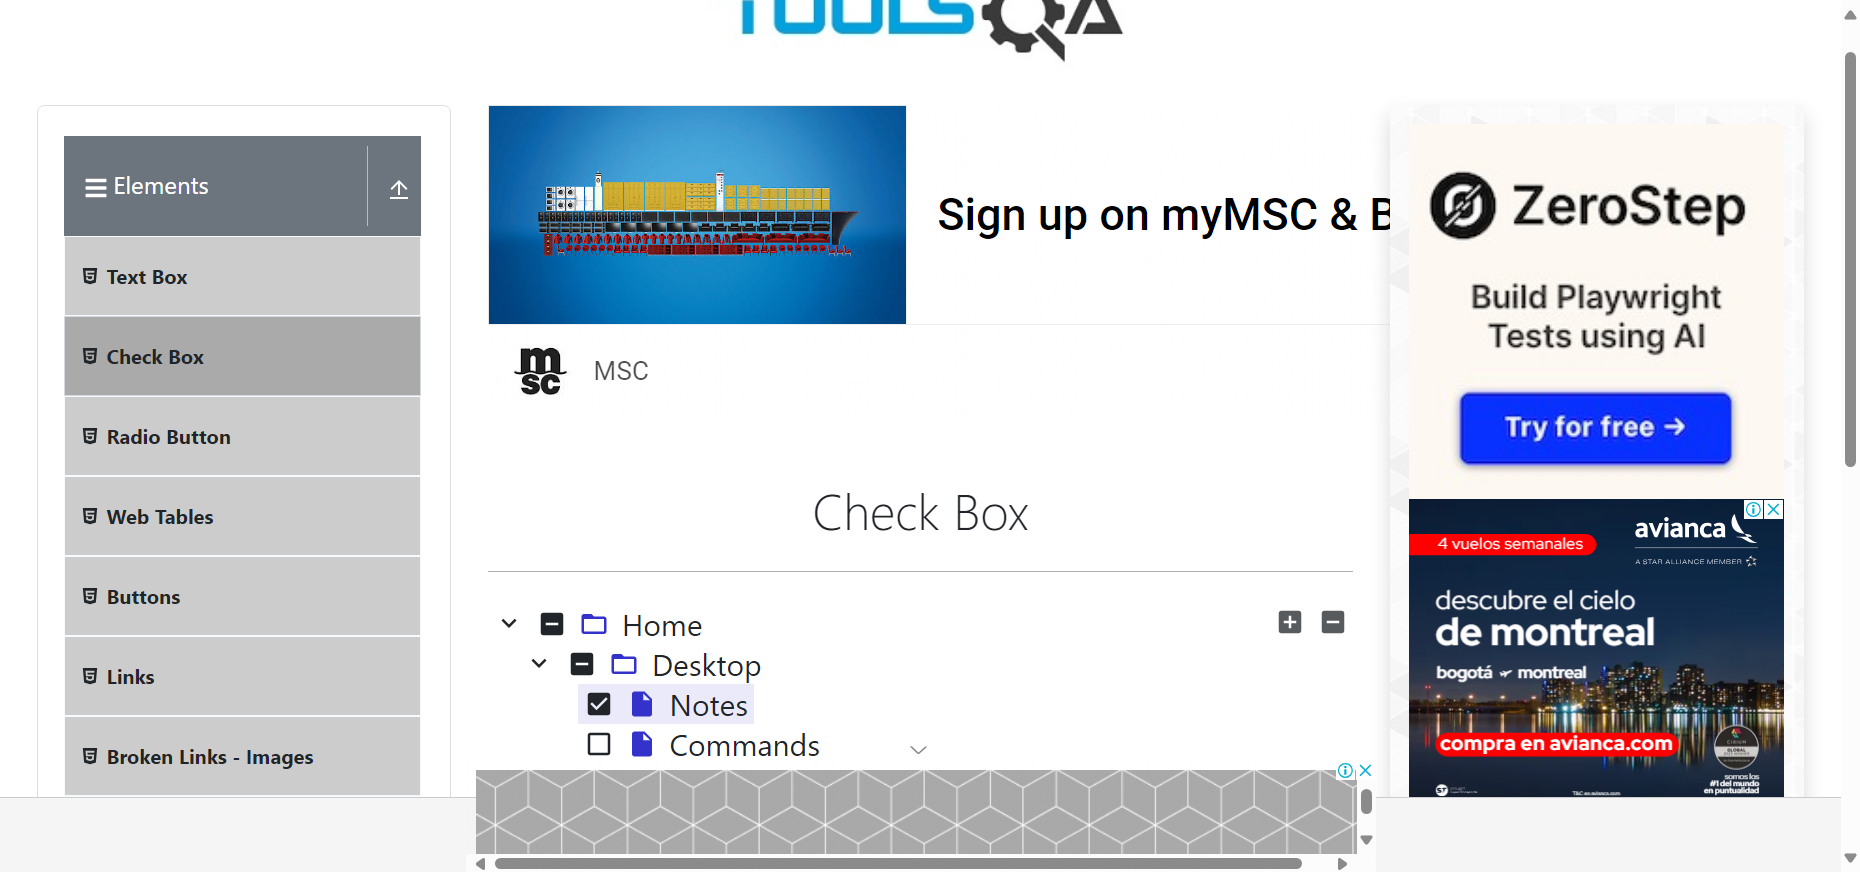 TOOLSQA
Elements
Text Box
Check Box
Radio Button
Web Tables
Buttons
Links
Broken Links - Images
Sign up on myMSC & B
msc
MSC
Check Box
Home
Desktop
Notes
Commands
ZeroStep
Build Playwright
Tests using AI
Try for free →
4 vuelos semanales
avianca
A STAR ALLIANCE MEMBER
descubre el cielo
de montreal
bogotá montreal
compra en avianca.com
somos los
#1 del mundo
en puntualidad